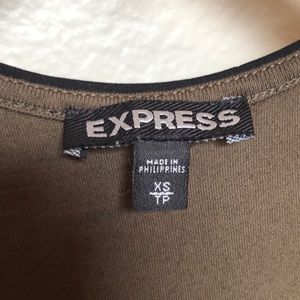 EXPRESS
MADE IN
PHILIPPINES
XS
TP